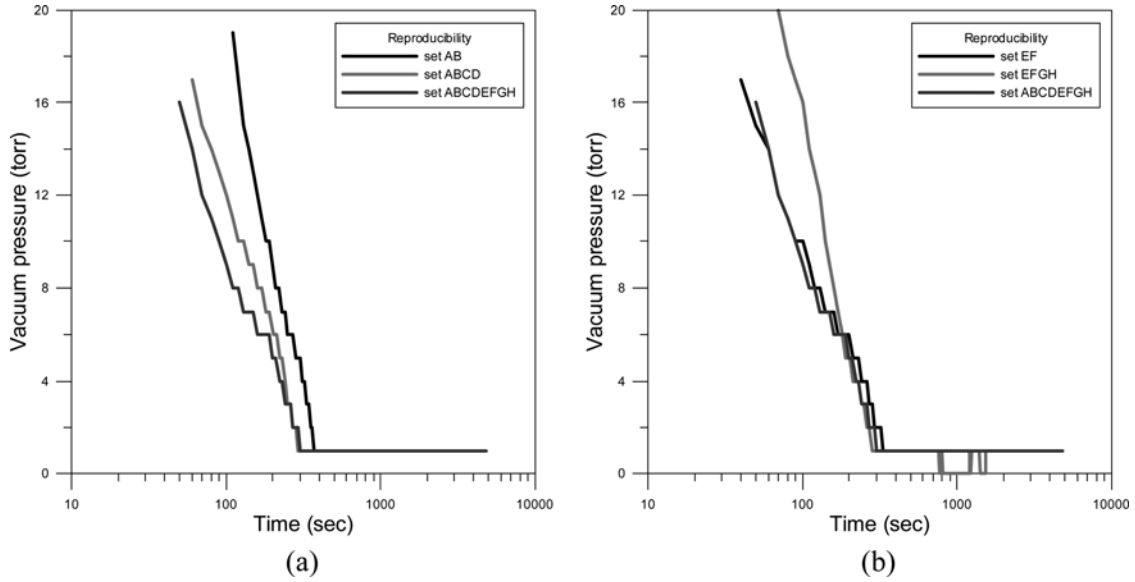 20
16
12
8
4
0
Vacuum pressure (torr)
Reproducibility
set AB
set ABCD
set ABCDEFGH
10
100
1000
10000
Time (sec)
(a)
20
16
12
8
4
0
Vacuum pressure (torr)
Reproducibility
set EF
set EFGH
set ABCDEFGH
10
100
1000
10000
Time (sec)
(b)